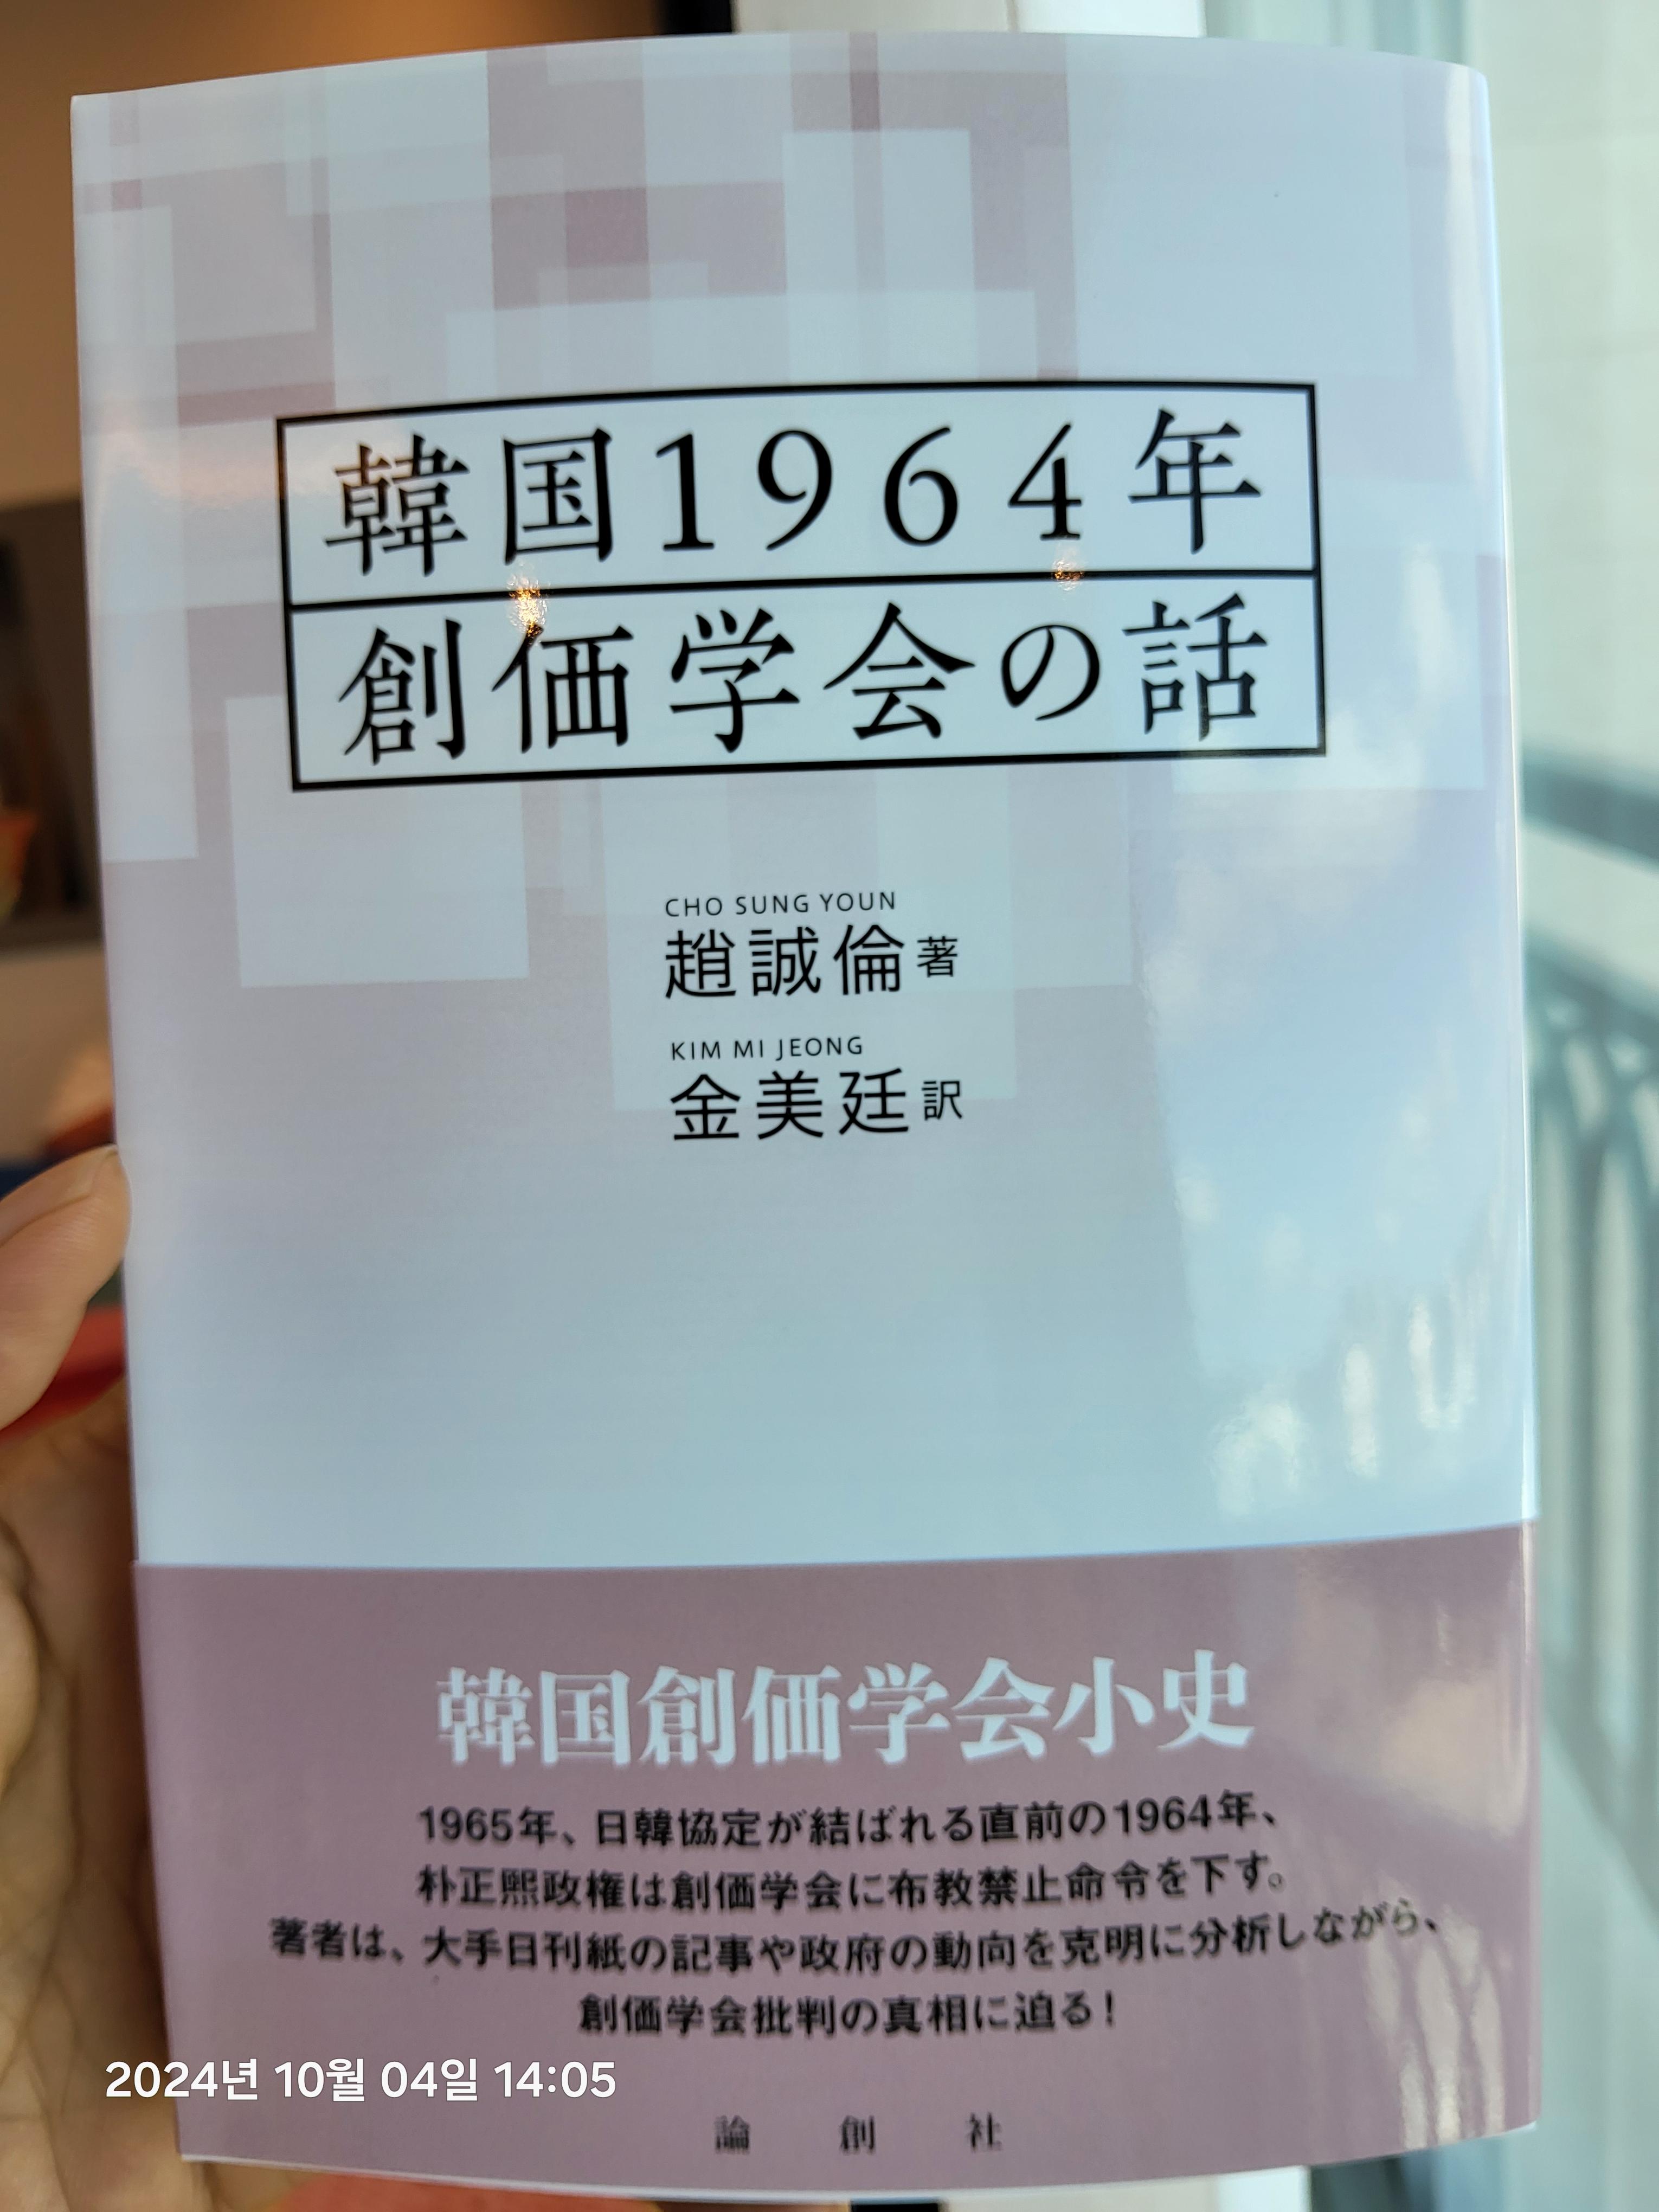 韓国1964年
創価学会の話
CHO SUNG YOUN
趙誠倫 著
KIM MI JEONG
金美廷 訳
韓国創価学会小史
1965年、日韓協定が結ばれる直前の1964年、
朴正熙政権は創価学会に布教禁止命令を下す。
著者は、大手日刊紙の記事や政府の動向を克明に分析しながら、
創価学会批判の真相に迫る!
2024년 10월 04일 14:05
論創社